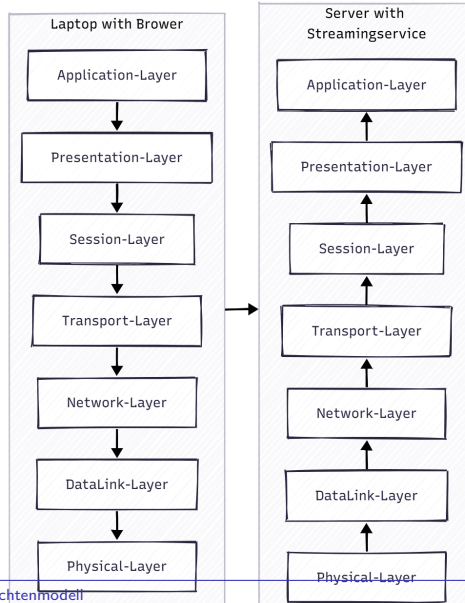 Laptop with Brower
Application-Layer
Presentation-Layer
Session-Layer
Transport-Layer
Network-Layer
DataLink-Layer
Physical-Layer
Server with
Streamingservice
Application-Layer
Presentation-Layer
Session-Layer
Transport-Layer
Network-Layer
DataLink-Layer
Physical-Layer
chtenmodell